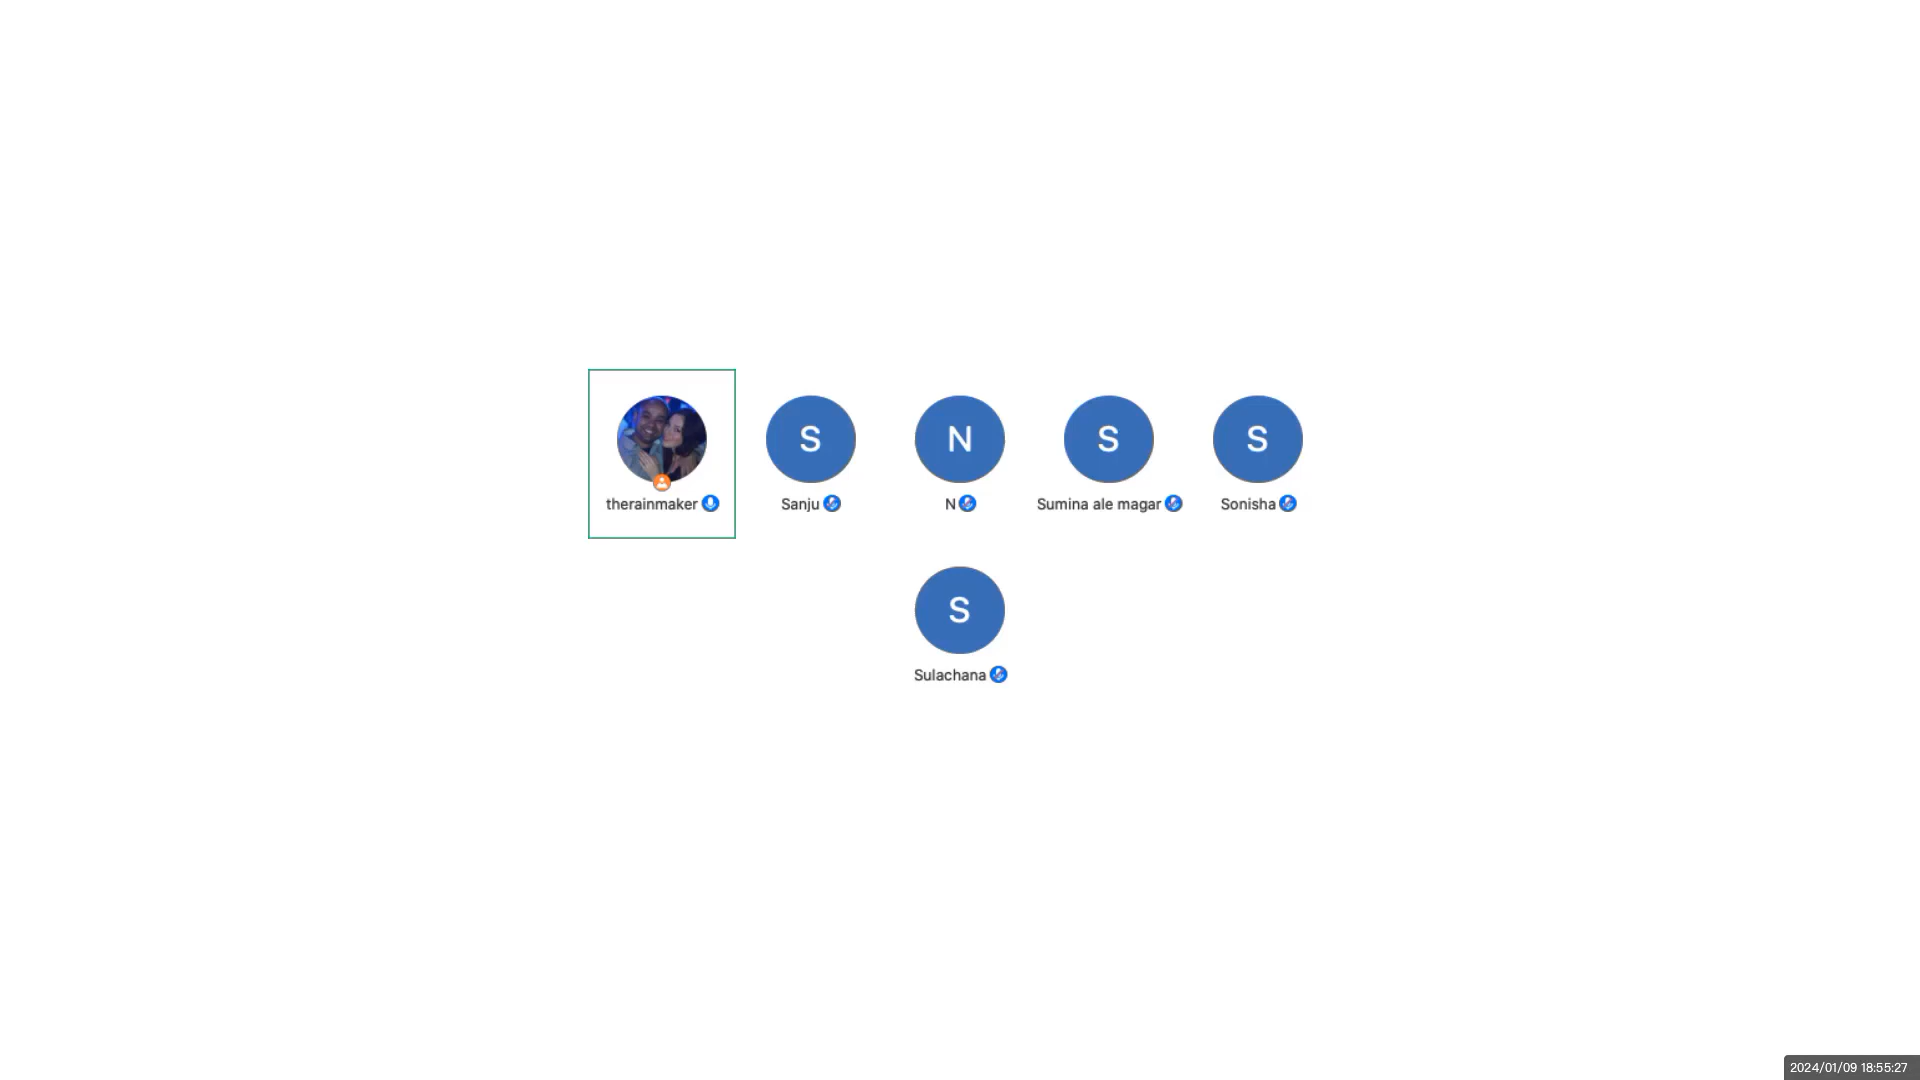 S
N
S
S
therainmaker
Sanju
N
Sumina ale magar
Sonisha
S
Sulachana
2024/01/09 18:55:27